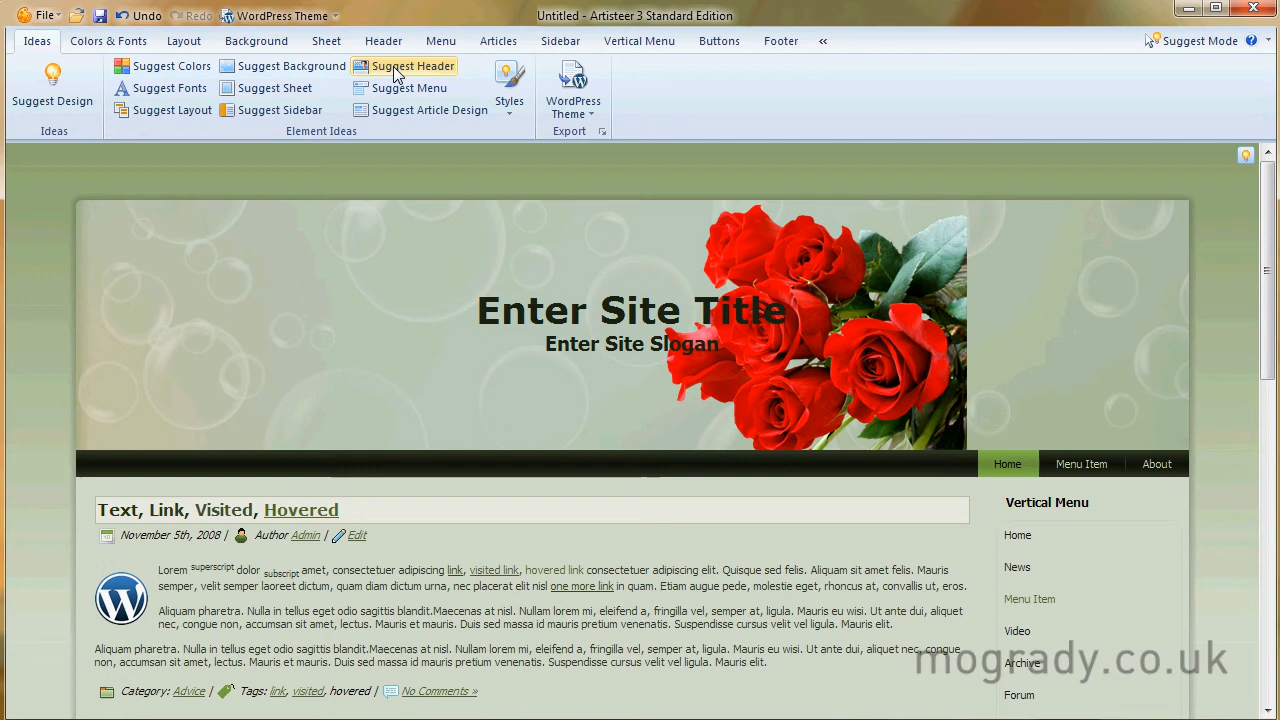 File Undo Redo WordPress Theme Untitled - Artisteer 3 Standard Edition
Ideas Colors & Fonts Layout Background Sheet Header Menu Articles Sidebar Vertical Menu Buttons Footer « Suggest Mode ?
Suggest Colors Suggest Background Suggest Header
Suggest Design Suggest Fonts Suggest Sheet Suggest Menu Styles WordPress Theme
Suggest Layout Suggest Sidebar Suggest Article Design
Ideas Element Ideas Export
Enter Site Title
Enter Site Slogan
Home Menu Item About
Text, Link, Visited, Hovered
November 5th, 2008 | Author Admin | Edit
Lorem superscript dolor subscript amet, consectetuer adipiscing link, visited link, hovered link consectetuer adipiscing elit. Quisque sed felis. Aliquam sit amet felis. Mauris
semper, velit semper laoreet dictum, quam diam dictum urna, nec placerat elit nisl one more link in quam. Etiam augue pede, molestie eget, rhoncus at, convallis ut, eros.
Aliquam pharetra. Nulla in tellus eget odio sagittis blandit.Maecenas at nisl. Nullam lorem mi, eleifend a, fringilla vel, semper at, ligula. Mauris eu wisi. Ut ante dui, aliquet
nec, congue non, accumsan sit amet, lectus. Mauris et mauris. Duis sed massa id mauris pretium venenatis. Suspendisse cursus velit vel ligula. Mauris elit.
Aliquam pharetra. Nulla in tellus eget odio sagittis blandit.Maecenas at nisl. Nullam lorem mi, eleifend a, fringilla vel, semper at, ligula. Mauris eu wisi. Ut ante dui, aliquet nec, congue
non, accumsan sit amet, lectus. Mauris et mauris. Duis sed massa id mauris pretium venenatis. Suspendisse cursus velit vel ligula. Mauris elit.
Category: Advice | Tags: link, visited, hovered | No Comments »
Vertical Menu
Home
News
Menu Item
Video
Archive
Forum
mogrady.co.uk